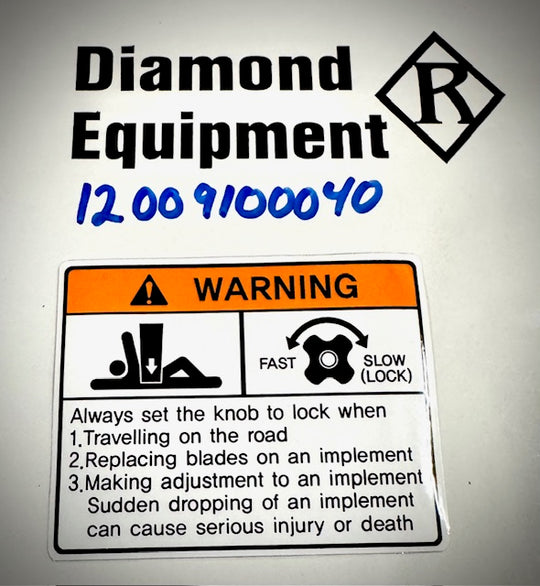 Diamond
Equipment
R
12009100040
WARNING
FAST
SLOW
(LOCK)
Always set the knob to lock when
1.Travelling on the road
2.Replacing blades on an implement
3.Making adjustment to an implement
Sudden dropping of an implement
can cause serious injury or death